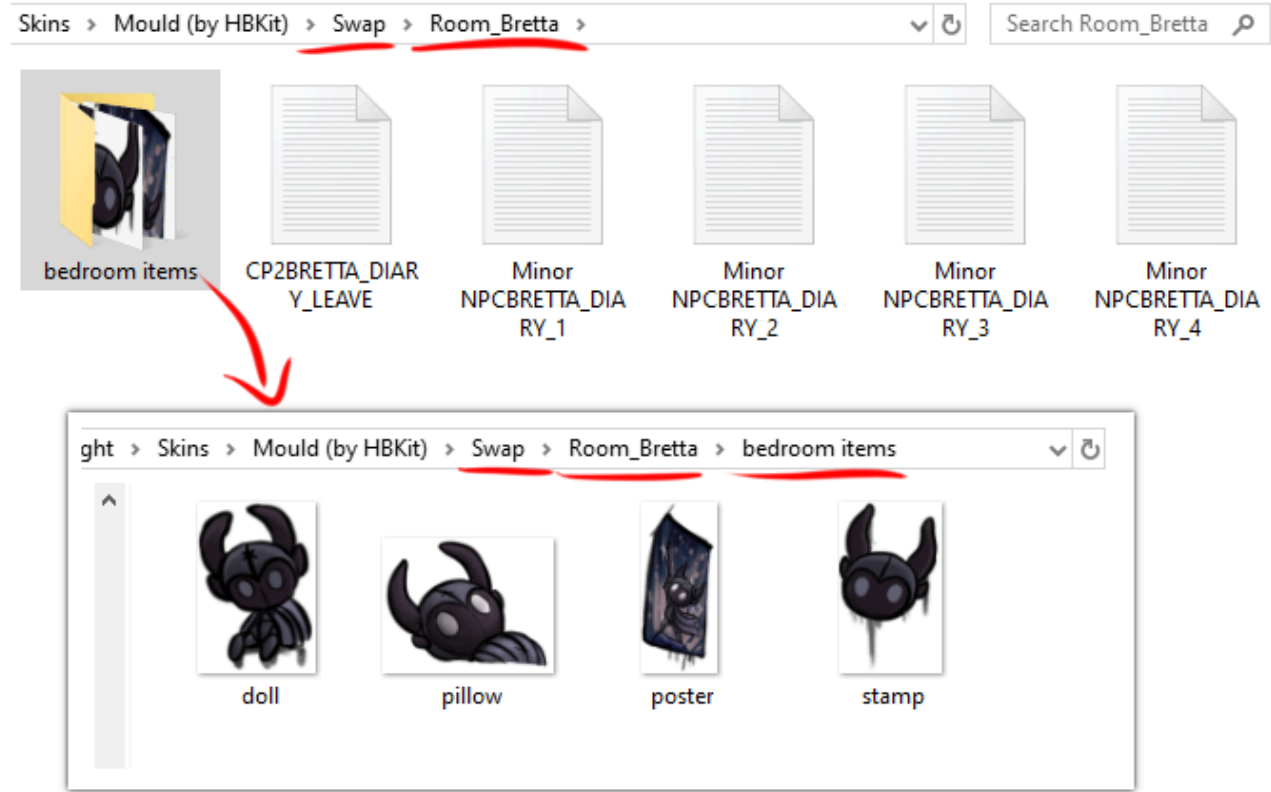 Skins > Mould (by HBKit) > Swap > Room_Bretta >
Search Room_Bretta
bedroom items
CP2BRETTA_DIAR
Y_LEAVE
Minor
NPCBRETTA_DIA
RY_1
Minor
NPCBRETTA_DIA
RY_2
Minor
NPCBRETTA_DIA
RY_3
Minor
NPCBRETTA_DIA
RY_4
ght > Skins > Mould (by HBKit) > Swap > Room_Bretta > bedroom items
doll
pillow
poster
stamp